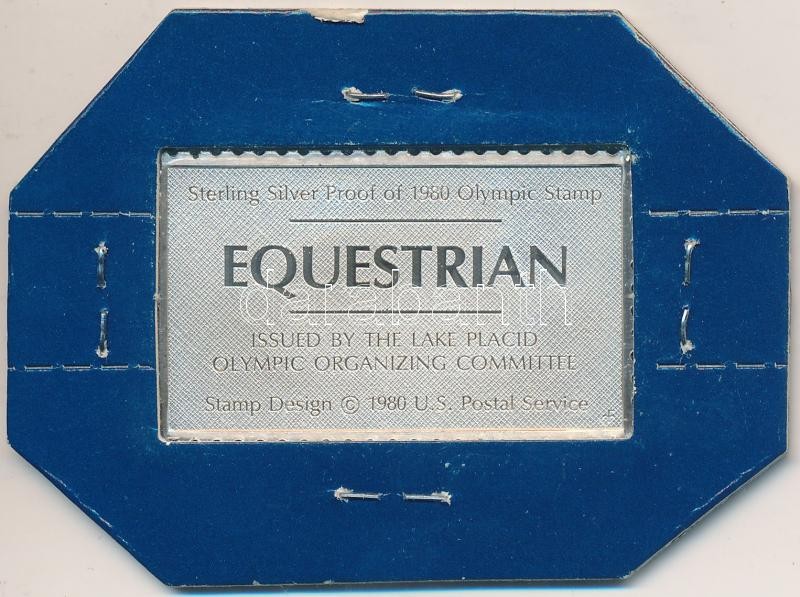 Sterling Silver Proof of 1980 Olympic Stamp
EQUESTRIAN
darabanth
ISSUED BY THE LAKE PLACID
OLYMPIC ORGANIZING COMMITTEE
Stamp Design © 1980 U.S. Postal Service